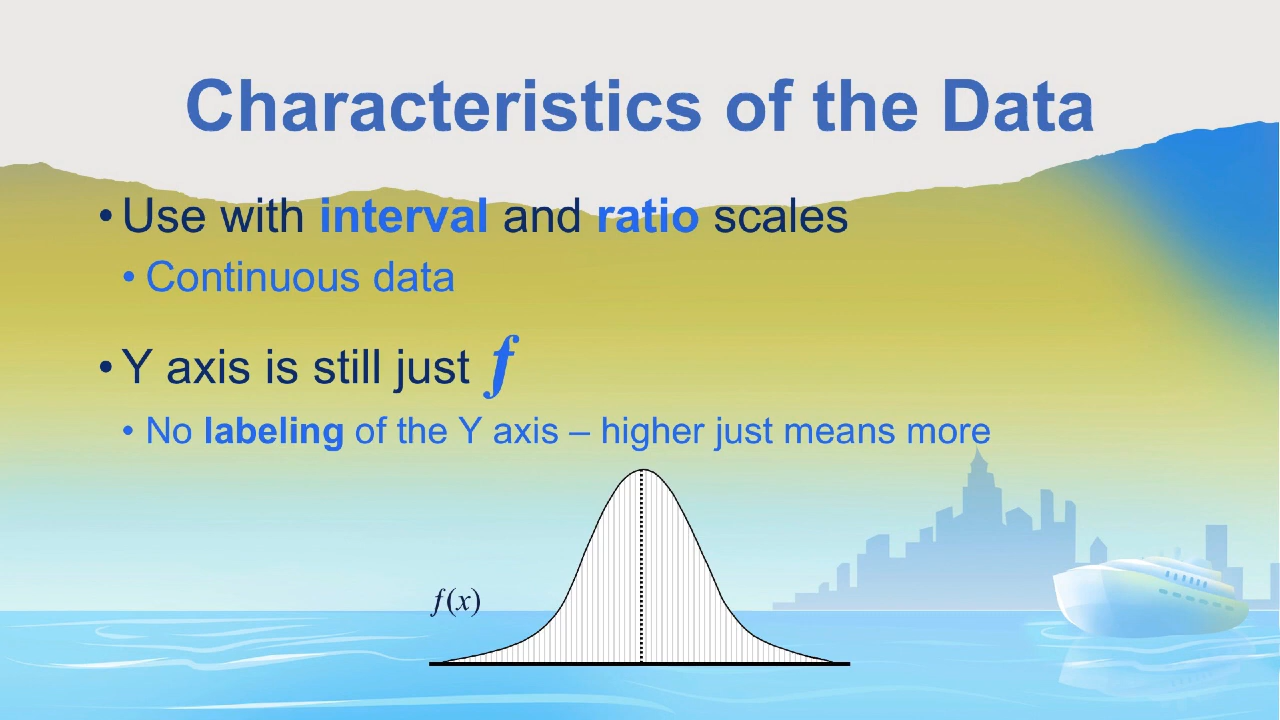 Characteristics of the Data
• Use with interval and ratio scales
• Continuous data
• Y axis is still just f
• No labeling of the Y axis – higher just means more
f(x)